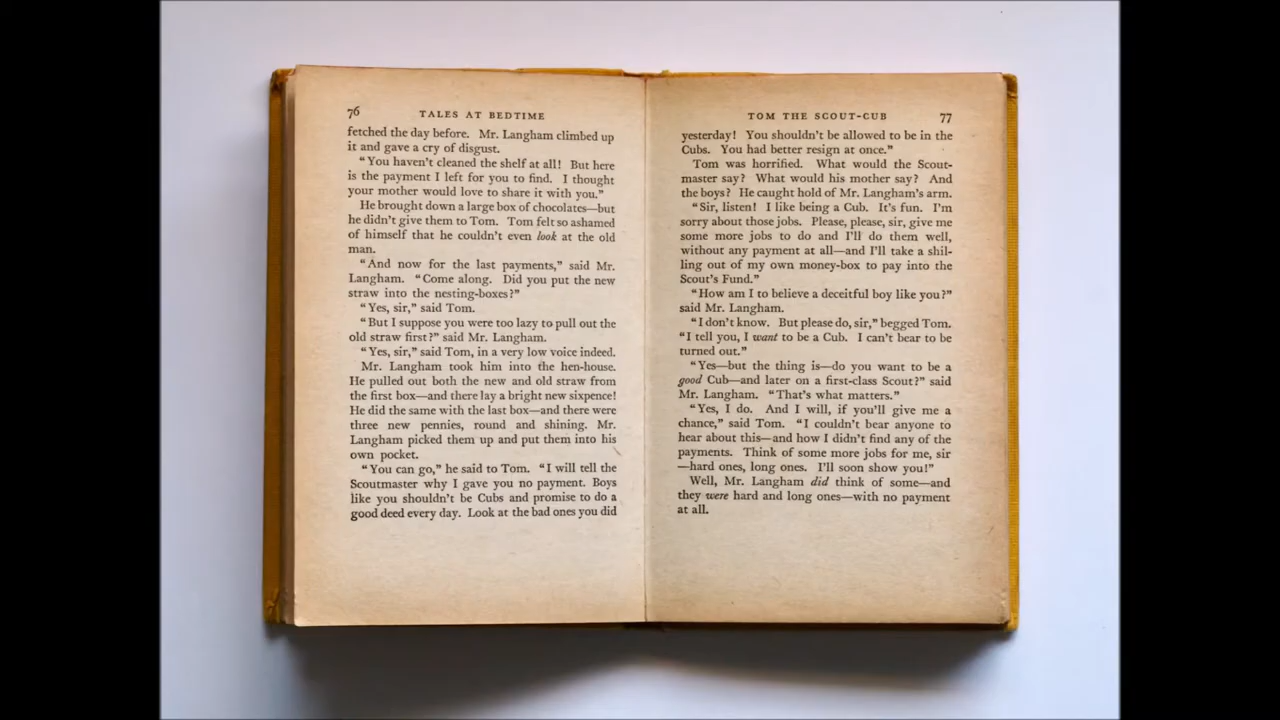 76
TALES AT BEDTIME
fetched the day before. Mr. Langham climbed up
it and gave a cry of disgust.
“You haven’t cleaned the shelf at all! But here
is the payment I left for you to find. I thought
your mother would love to share it with you.”
He brought down a large box of chocolates—but
he didn’t give them to Tom. Tom felt so ashamed
of himself that he couldn’t even look at the old
man.
“And now for the last payments,” said Mr.
Langham. “Come along. Did you put the new
straw into the nesting-boxes?”
“Yes, sir,” said Tom.
“But I suppose you were too lazy to pull out the
old straw first?” said Mr. Langham.
“Yes, sir,” said Tom, in a very low voice indeed.
Mr. Langham took him into the hen-house.
He pulled out both the new and old straw from
the first box—and there lay a bright new sixpence!
He did the same with the last box—and there were
three new pennies, round and shining. Mr.
Langham picked them up and put them into his
own pocket.
“You can go,” he said to Tom. “I will tell the
Scoutmaster why I gave you no payment. Boys
like you shouldn’t be Cubs and promise to do a
good deed every day. Look at the bad ones you did
TOM THE SCOUT-CUB
77
yesterday! You shouldn’t be allowed to be in the
Cubs. You had better resign at once.”
Tom was horrified. What would the Scout-
master say? What would his mother say? And
the boys? He caught hold of Mr. Langham’s arm.
“Sir, listen! I like being a Cub. It’s fun. I’m
sorry about those jobs. Please, please, sir, give me
some more jobs to do and I’ll do them well,
without any payment at all—and I’ll take a shil-
ling out of my own money-box to pay into the
Scout’s Fund.”
“How am I to believe a deceitful boy like you?”
said Mr. Langham.
“I don’t know. But please do, sir,” begged Tom.
“I tell you, I want to be a Cub. I can’t bear to be
turned out.”
“Yes—but the thing is—do you want to be a
good Cub—and later on a first-class Scout?” said
Mr. Langham. “That’s what matters.”
“Yes, I do. And I will, if you’ll give me a
chance,” said Tom. “I couldn’t bear anyone to
hear about this—and how I didn’t find any of the
payments. Think of some more jobs for me, sir
—hard ones, long ones. I’ll soon show you!”
Well, Mr. Langham did think of some—and
they were hard and long ones—with no payment
at all.